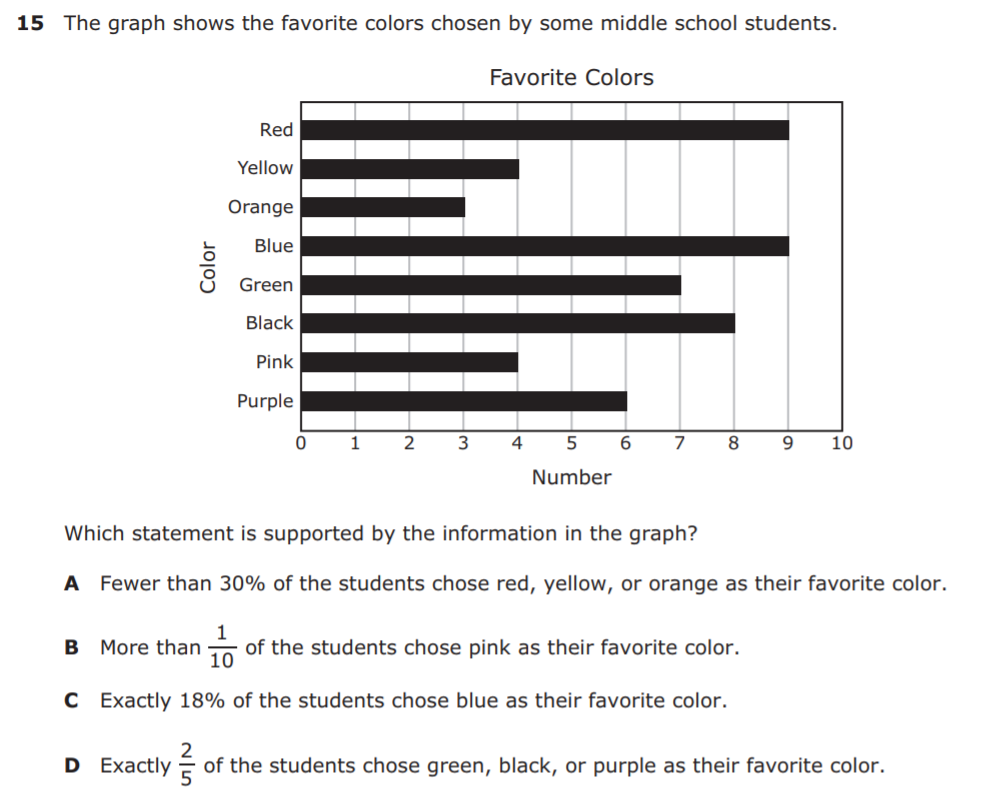 15 The graph shows the favorite colors chosen by some middle school students.
Favorite Colors
Color
Red
Yellow
Orange
Blue
Green
Black
Pink
Purple
0 1 2 3 4 5 6 7 8 9 10
Number
Which statement is supported by the information in the graph?
A Fewer than 30% of the students chose red, yellow, or orange as their favorite color.
B More than 1/10 of the students chose pink as their favorite color.
C Exactly 18% of the students chose blue as their favorite color.
D Exactly 2/5 of the students chose green, black, or purple as their favorite color.